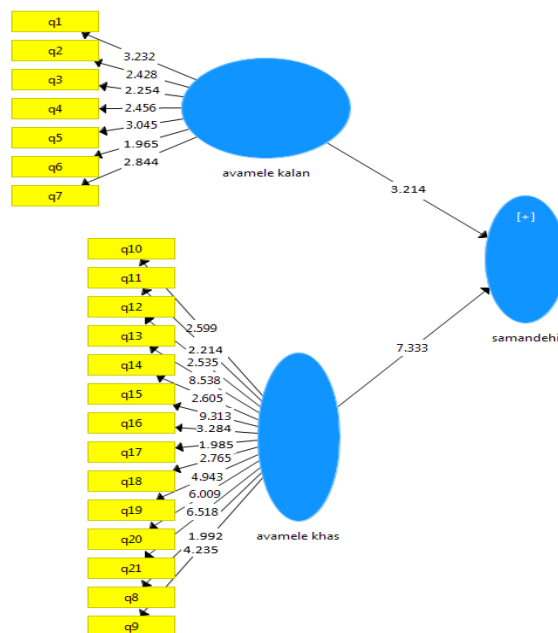 q1
q2
q3
q4
q5
q6
q7
3.232
2.428
2.254
2.456
3.045
1.965
2.844
avamele kalan
3.214
[+]
samandehi
7.333
q10
q11
q12
q13
q14
q15
q16
q17
q18
q19
q20
q21
q8
q9
2.599
2.214
2.535
8.538
2.605
9.313
3.284
1.985
2.765
4.943
6.009
6.518
1.992
4.235
avamele khas